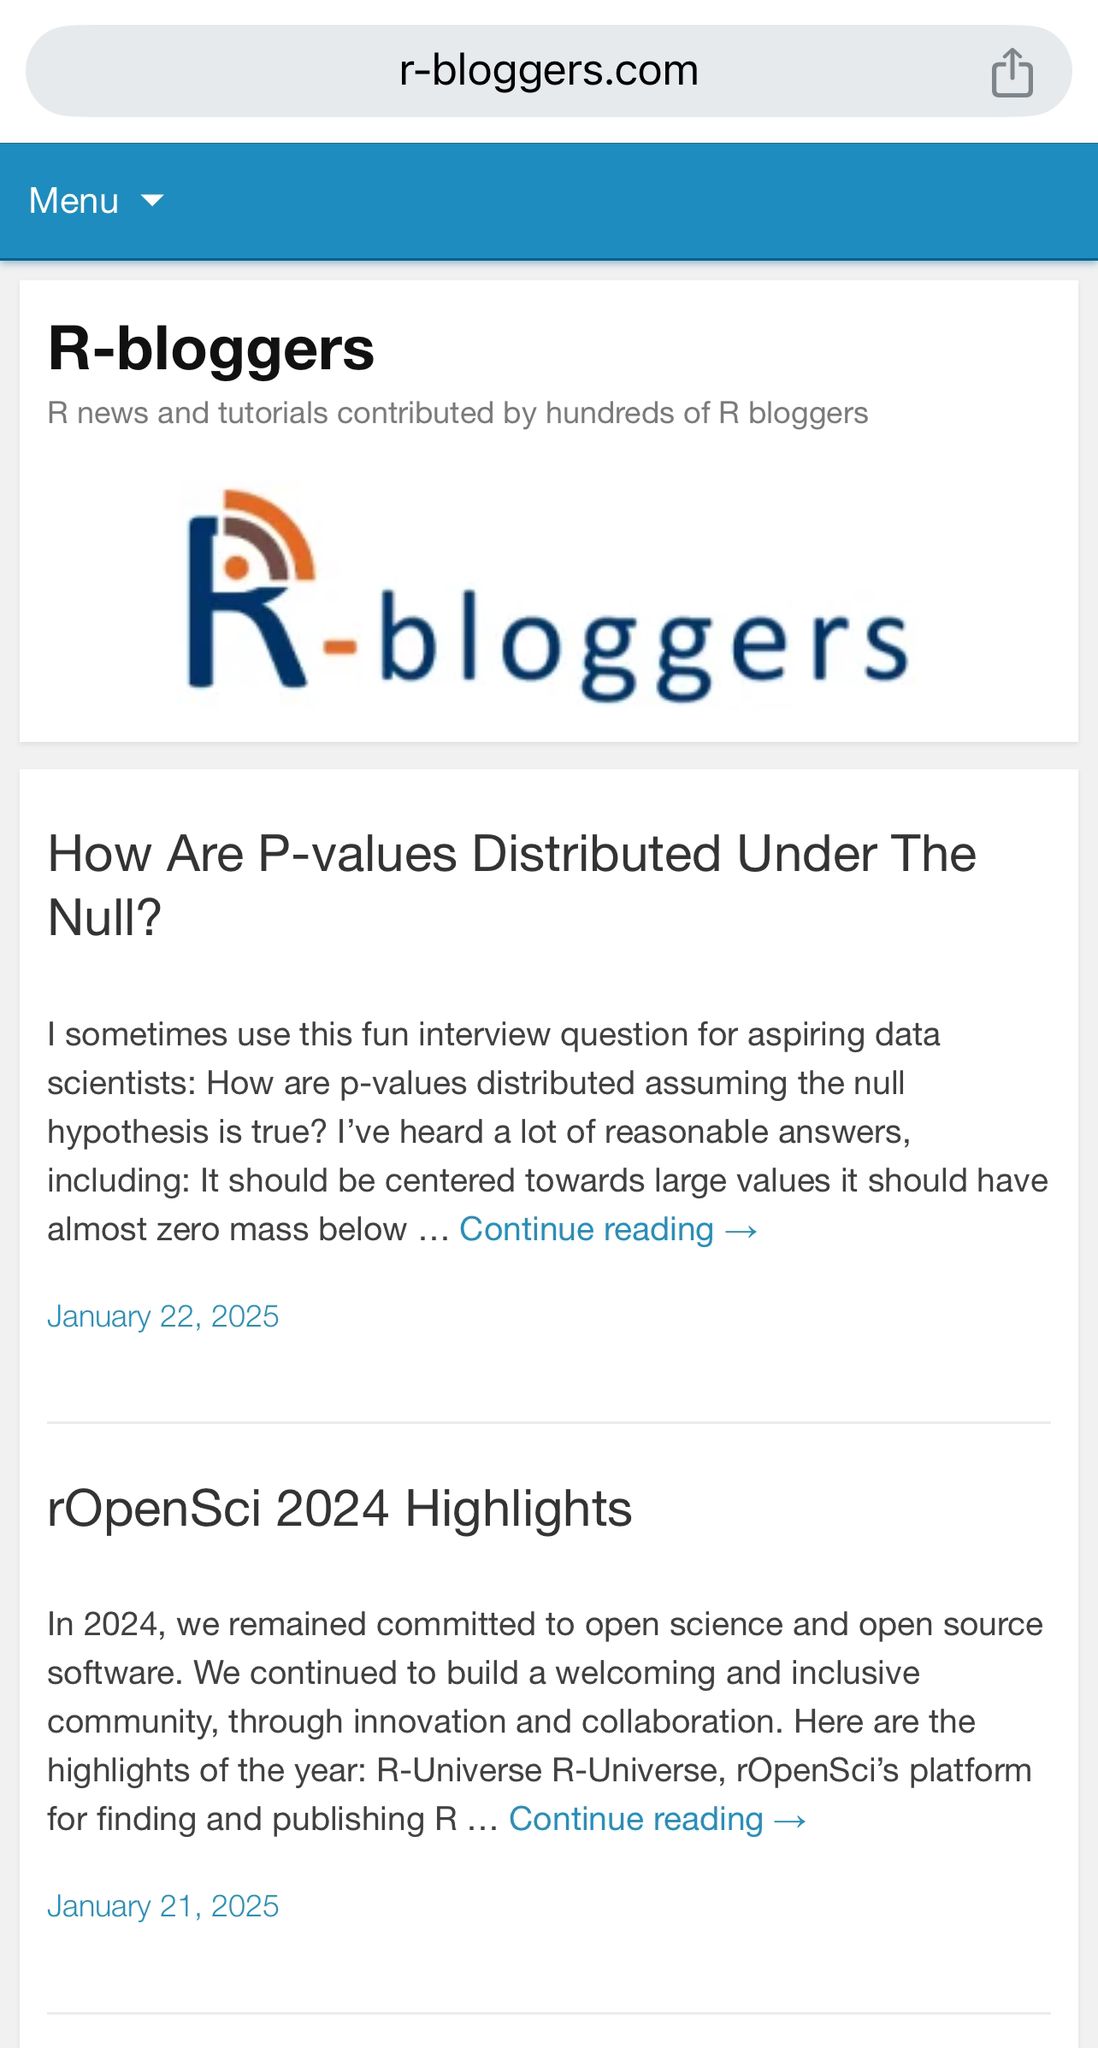 r-bloggers.com
Menu
R-bloggers
R news and tutorials contributed by hundreds of R bloggers
R-bloggers
How Are P-values Distributed Under The
Null?
I sometimes use this fun interview question for aspiring data
scientists: How are p-values distributed assuming the null
hypothesis is true? I’ve heard a lot of reasonable answers,
including: It should be centered towards large values it should have
almost zero mass below … Continue reading →
January 22, 2025
rOpenSci 2024 Highlights
In 2024, we remained committed to open science and open source
software. We continued to build a welcoming and inclusive
community, through innovation and collaboration. Here are the
highlights of the year: R-Universe R-Universe, rOpenSci’s platform
for finding and publishing R … Continue reading →
January 21, 2025